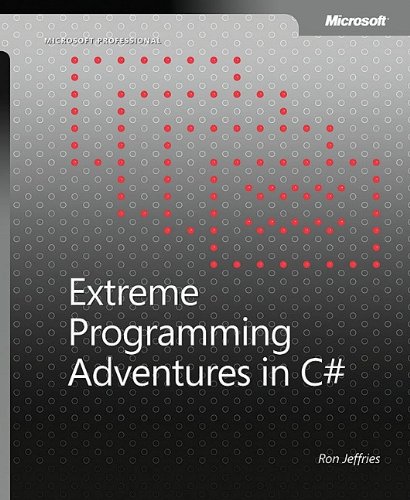 Microsoft
MICROSOFT PROFESSIONAL
Extreme
Programming
Adventures in C#
Ron Jeffries